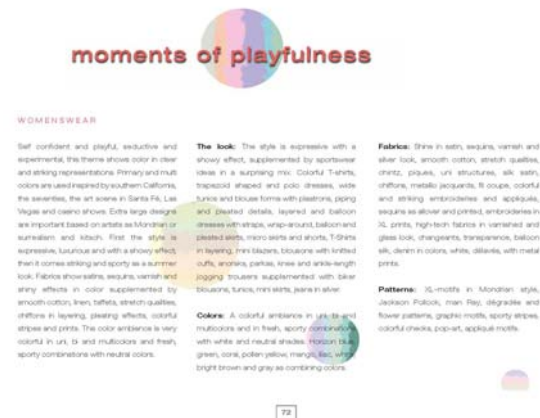 moments of playfulness
WOMENSWEAR
Self confident and playful, seductive and
experimental, this theme shows color in clear
and striking representations. Primary and multi
colors are used inspired by southern California,
the seventies, the art scene in Santa Fé, Las
Vegas and casino shows. Extra large designs
are important based on artists as Mondrian or
surrealism and kitsch. First the style is
expressive, luxurious and with a showy effect,
then it comes striking and sporty as a summer
look. Fabrics show satins, sequins, varnish and
shiny effects in color supplemented by
smooth cotton, linen, taffeta, stretch qualities,
chiffons in layering, pleating effects, colorful
stripes and prints. The color ambience is very
colorful in uni, bi and multicolors and fresh,
sporty combinations with neutral colors.
The look: The style is expressive with a
showy effect, supplemented by sportswear
ideas in a surprising mix. Colorful T-shirts,
trapezoid shaped and polo dresses, wide
tunics and blouse forms with plastrons, piping
and pleated details, layered and balloon
dresses with straps, wrap-around, balloon and
pleated skirts, micro skirts and shorts, T-Shirts
in layering, mini blazers, blousons with knitted
cuffs, anoraks, parkas, knee and ankle-length
jogging trousers supplemented with biker
blousons, tunics, mini skirts, jeans in silver.
Colors: A colorful ambience in uni, bi and
multicolors and in fresh, sporty combinations
with white and neutral shades. Horizon blue,
green, coral, pollen yellow, mango, lilac, white,
bright brown and gray as combining colors.
Fabrics: Shine in satin, sequins, varnish and
silver look, smooth cotton, stretch qualities,
chintz, piques, uni structures, silk satin,
chiffons, metallic jacquards, fil coupe, colorful
and striking embroideries and appliqués,
sequins as allover and printed, embroideries in
XL prints, high-tech fabrics in varnished and
glass look, changeants, transparence, balloon
silk, denim in colors, white, délavés, with metal
prints.
Patterns: XL-motifs in Mondrian style,
Jackson Pollock, man Ray, dégradés and
flower patterns, graphic motifs, sporty stripes,
colorful checks, pop-art, appliqué motifs.
72